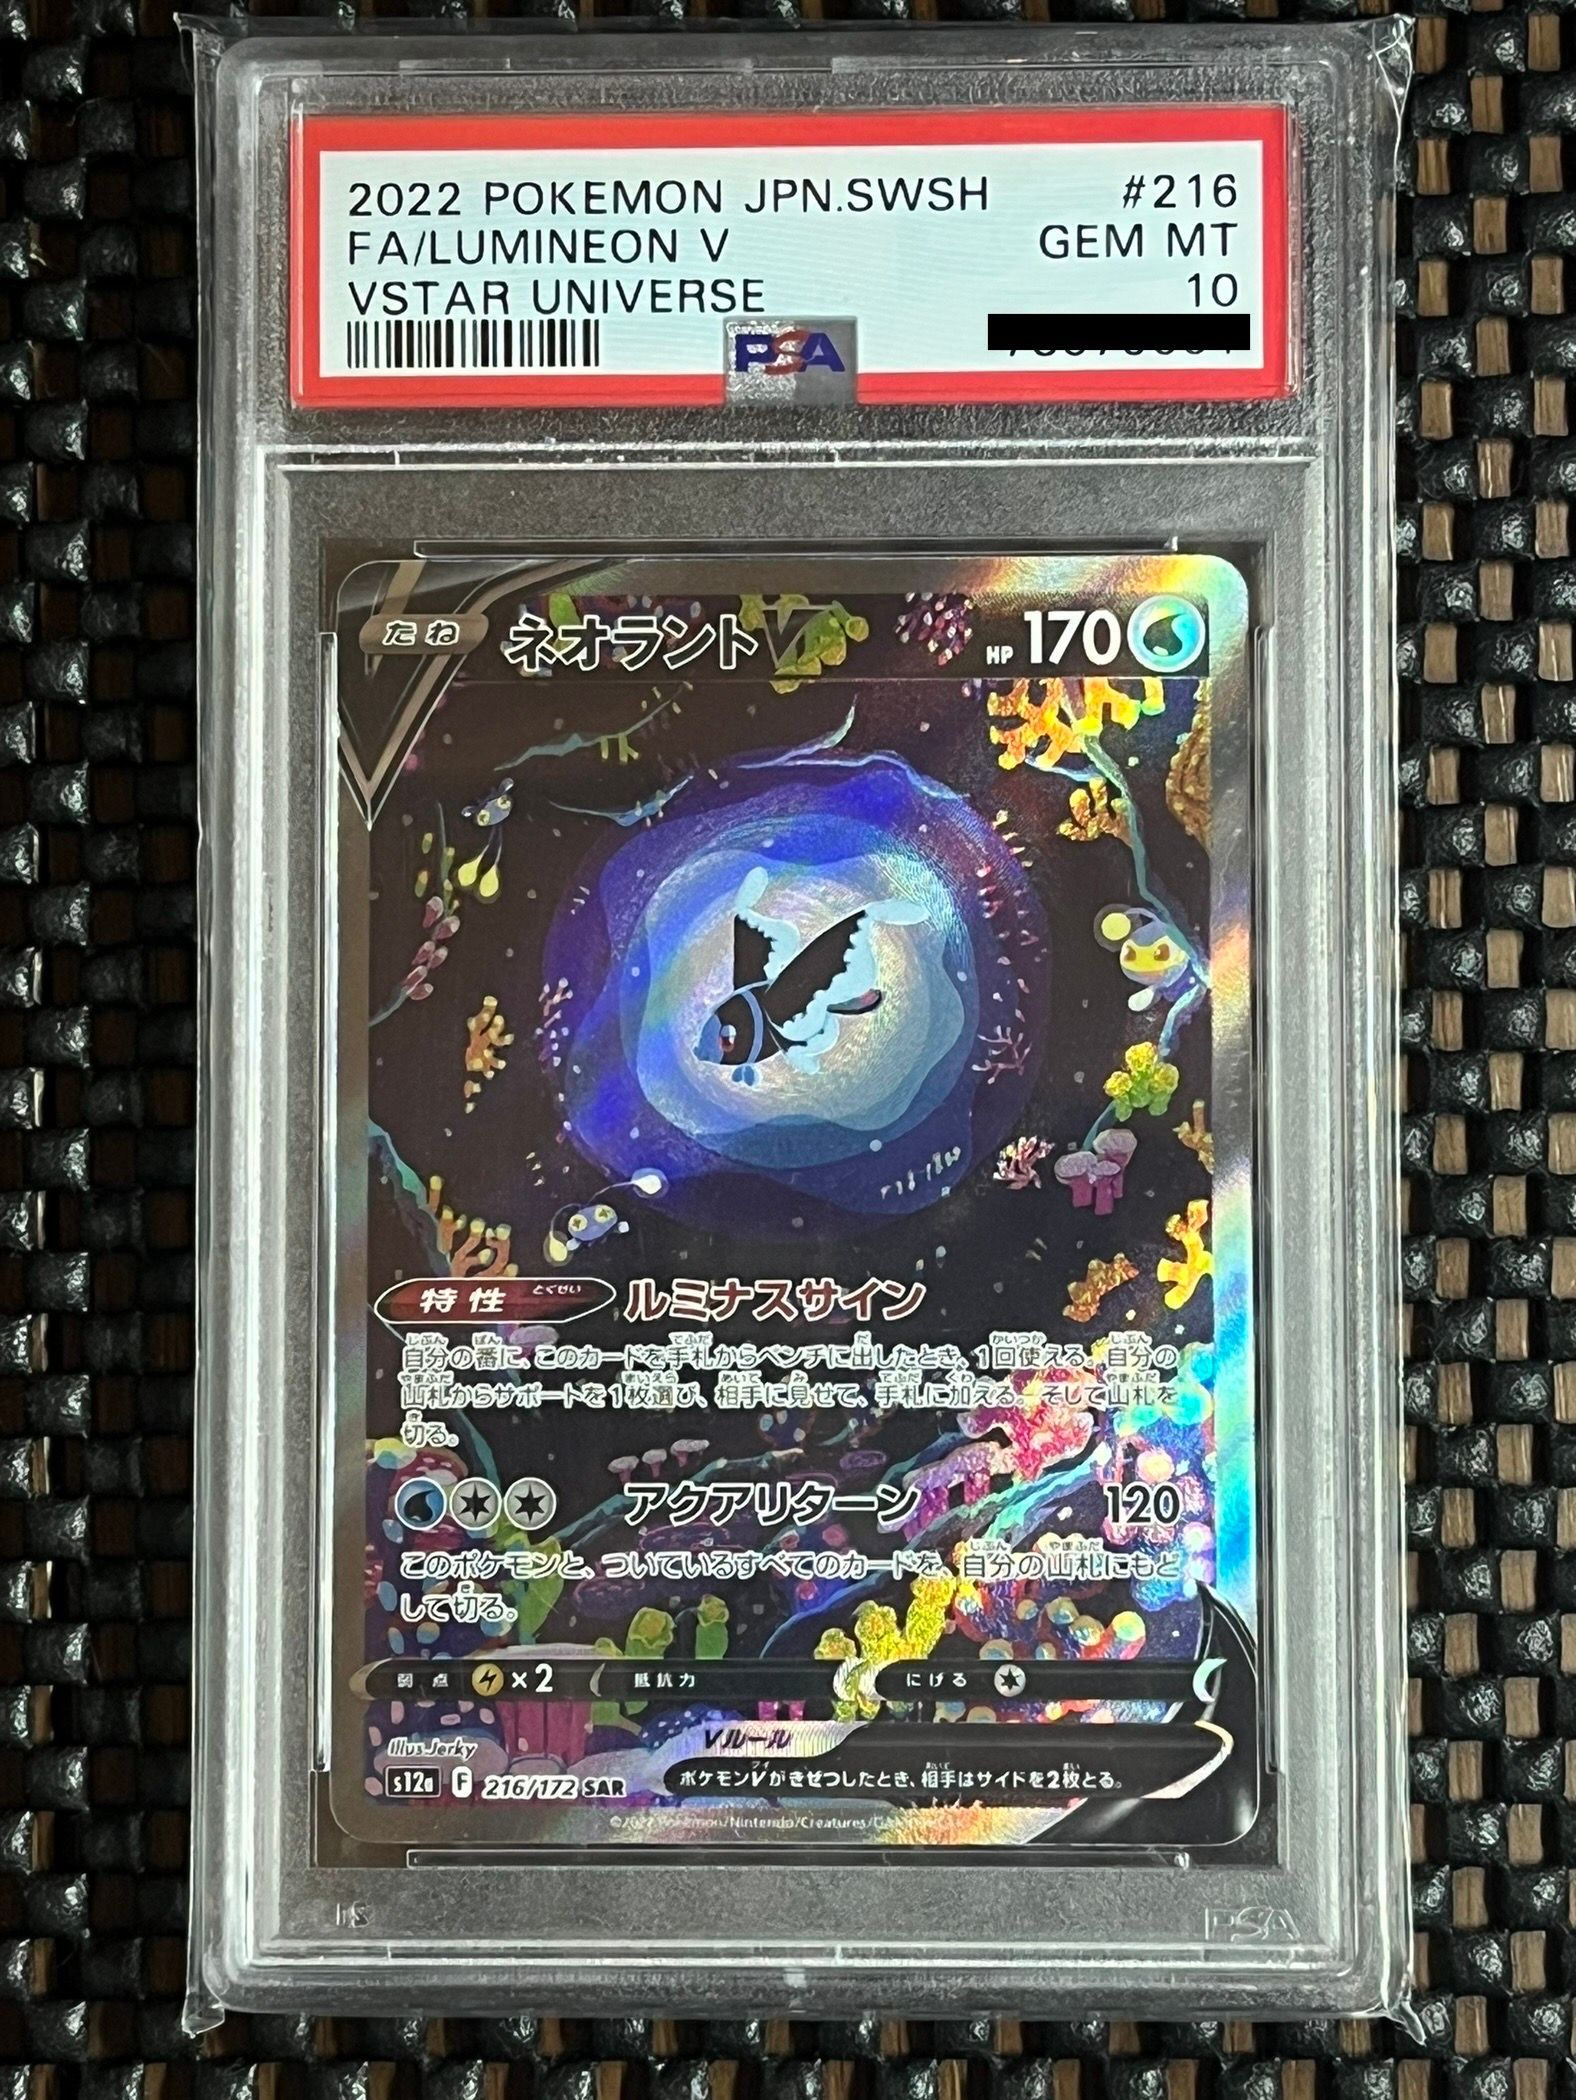 2022 POKEMON JPN.SWSH #216
FA/LUMINEON V GEM MT
VSTAR UNIVERSE 10
PSA
たね ネオラントV HP 170
特性 とくせい ルミナスサイン
自分の番に、このカードを手札からベンチに出したとき、1回使える。自分の
山札からサポートを1枚選び、相手に見せて、手札に加える。そして山札を
切る。
アクアリターン 120
このポケモンと、ついているすべてのカードを、自分の山札にもど
して切る。
弱点 ×2 抵抗力 にげる
Vルール
ポケモンVがきぜつしたとき、相手はサイドを2枚とる。
Illus.Jerky
s12a F 216/172 SAR
©2022 Pokémon/Nintendo/Creatures/
PSA